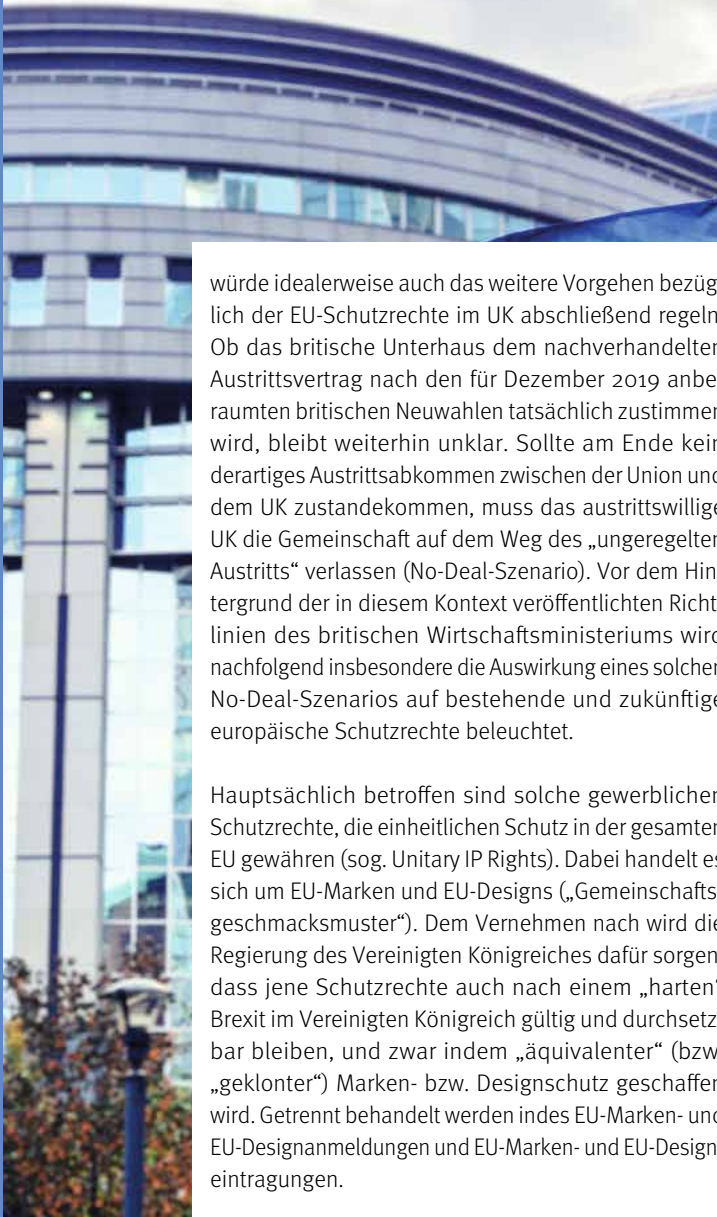 würde idealerweise auch das weitere Vorgehen bezüg
lich der EU-Schutzrechte im UK abschließend regeln
Ob das britische Unterhaus dem nachverhandelten
Austrittsvertrag nach den für Dezember 2019 anbe
raumten britischen Neuwahlen tatsächlich zustimmen
wird, bleibt weiterhin unklar. Sollte am Ende kein
derartiges Austrittsabkommen zwischen der Union und
dem UK zustandekommen, muss das austrittswillige
UK die Gemeinschaft auf dem Weg des „ungeregelten
Austritts“ verlassen (No-Deal-Szenario). Vor dem Hin
tergrund der in diesem Kontext veröffentlichten Richt
linien des britischen Wirtschaftsministeriums wird
nachfolgend insbesondere die Auswirkung eines solchen
No-Deal-Szenarios auf bestehende und zukünftige
europäische Schutzrechte beleuchtet.
Hauptsächlich betroffen sind solche gewerblichen
Schutzrechte, die einheitlichen Schutz in der gesamten
EU gewähren (sog. Unitary IP Rights). Dabei handelt es
sich um EU-Marken und EU-Designs („Gemeinschafts
geschmacksmuster“). Dem Vernehmen nach wird die
Regierung des Vereinigten Königreiches dafür sorgen,
dass jene Schutzrechte auch nach einem „harten“
Brexit im Vereinigten Königreich gültig und durchsetz
bar bleiben, und zwar indem „äquivalenter“ (bzw.
„geklonter“) Marken- bzw. Designschutz geschaffen
wird. Getrennt behandelt werden indes EU-Marken- und
EU-Designanmeldungen und EU-Marken- und EU-Design
eintragungen.